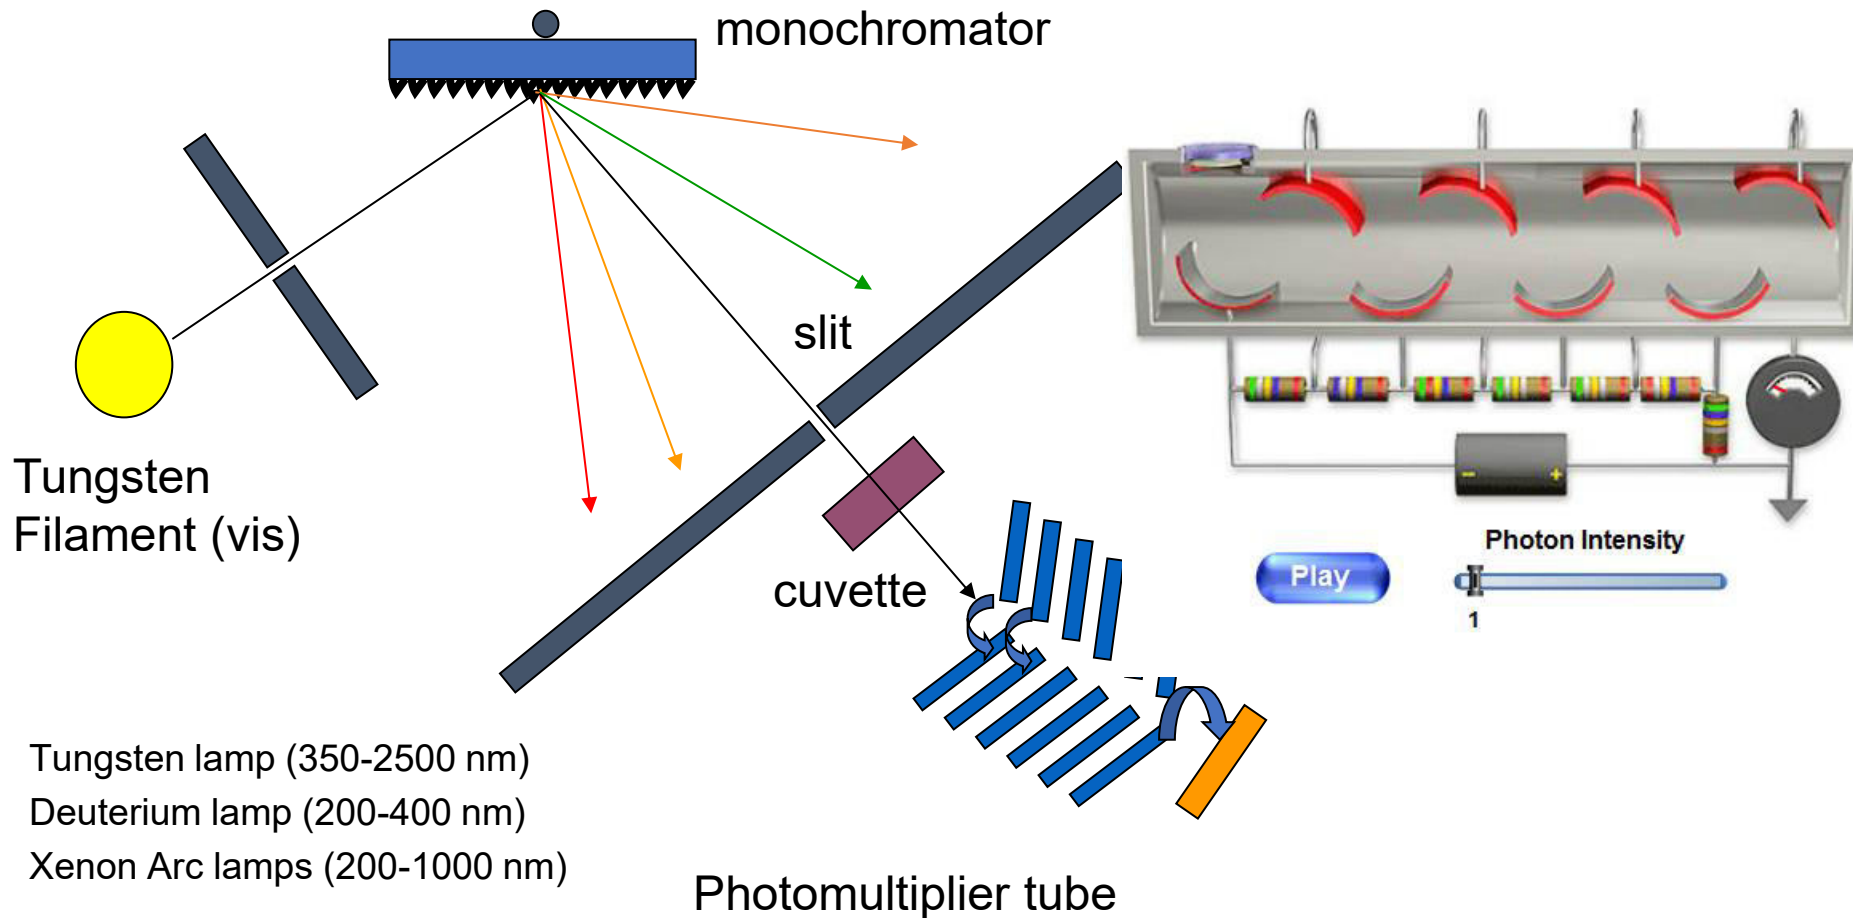 monochromator
slit
Tungsten
Filament (vis)
cuvette
− +
Photon Intensity
Play
1
Tungsten lamp (350-2500 nm)
Deuterium lamp (200-400 nm)
Xenon Arc lamps (200-1000 nm)
Photomultiplier tube